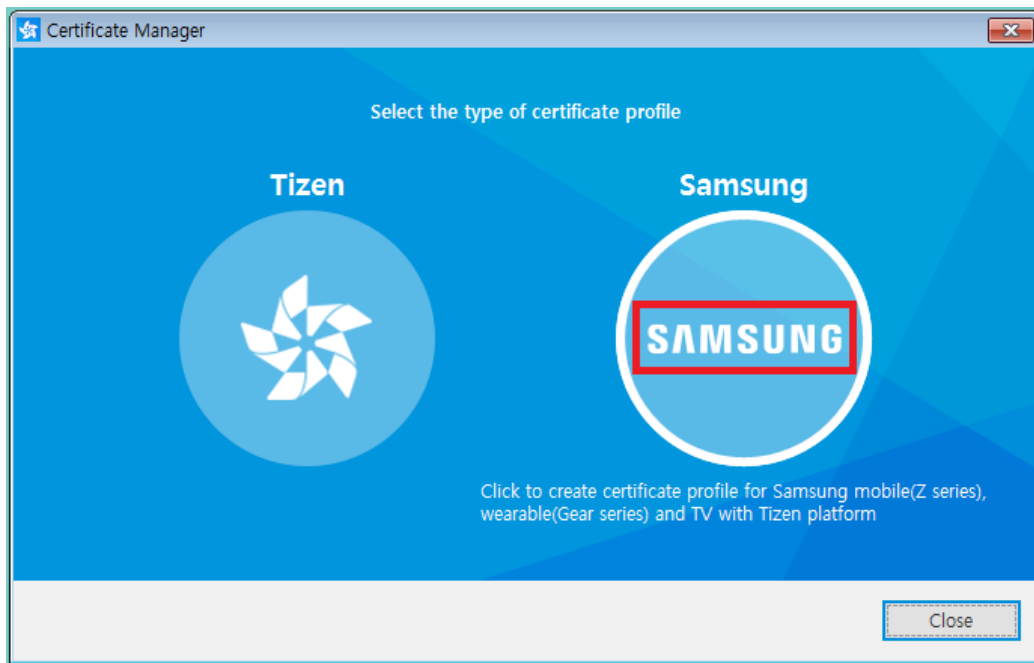 Certificate Manager
Select the type of certificate profile
Tizen
Samsung
SAMSUNG
Click to create certificate profile for Samsung mobile(Z series),
wearable(Gear series) and TV with Tizen platform
Close